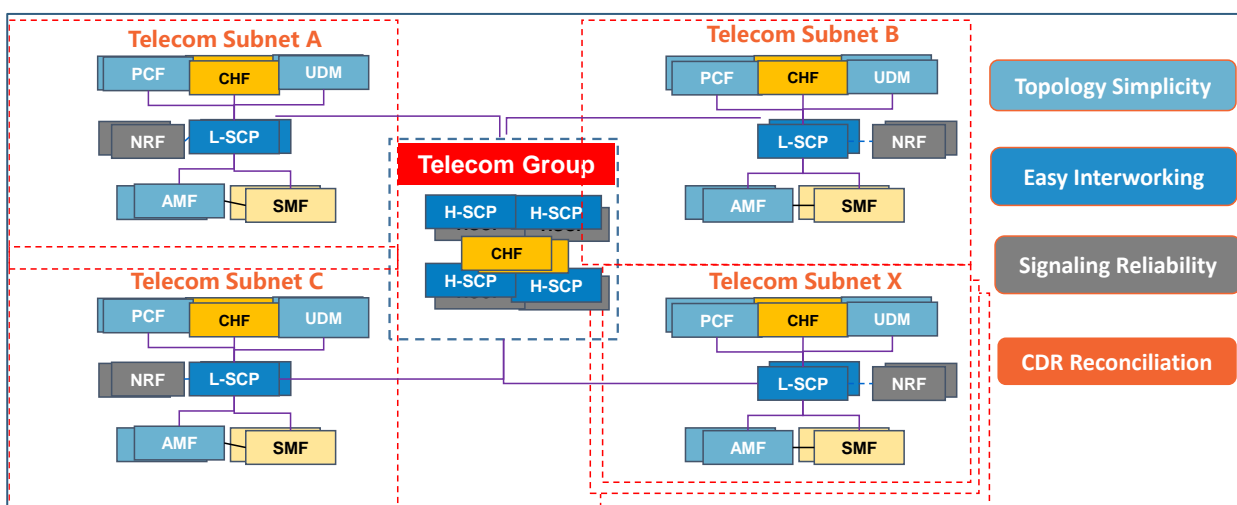 Telecom Subnet A
PCF
CHF
UDM
NRF
L-SCP
AMF
SMF
Telecom Subnet B
PCF
CHF
UDM
L-SCP
NRF
AMF
SMF
Telecom Group
H-SCP
H-SCP
CHF
H-SCP
H-SCP
Telecom Subnet C
PCF
CHF
UDM
NRF
L-SCP
AMF
SMF
Telecom Subnet X
PCF
CHF
UDM
L-SCP
NRF
AMF
SMF
Topology Simplicity
Easy Interworking
Signaling Reliability
CDR Reconciliation